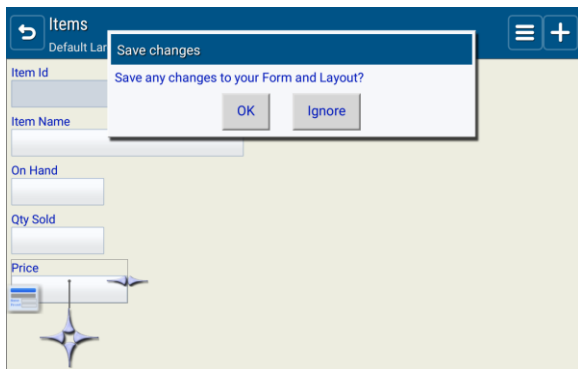 Items
Default Lar
Save changes
Save any changes to your Form and Layout?
OK
Ignore
Item Id
Item Name
On Hand
Qty Sold
Price